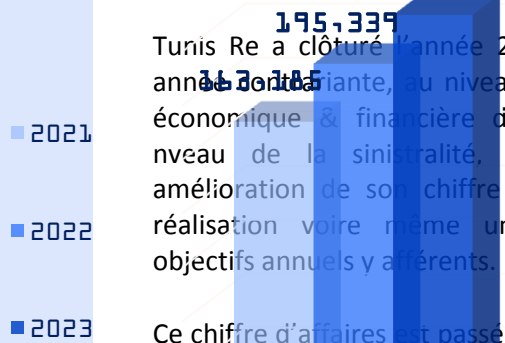 195,339
Tunis Re a clôturé l'année 2
163,185
année contrariante, au nivea
économique & financière d
2021
nveau de la sinistralité,
amélioration de son chiffre
2022
réalisation voire même un
objectifs annuels y afférents.
2023
Ce chiffre d'affaires est passé